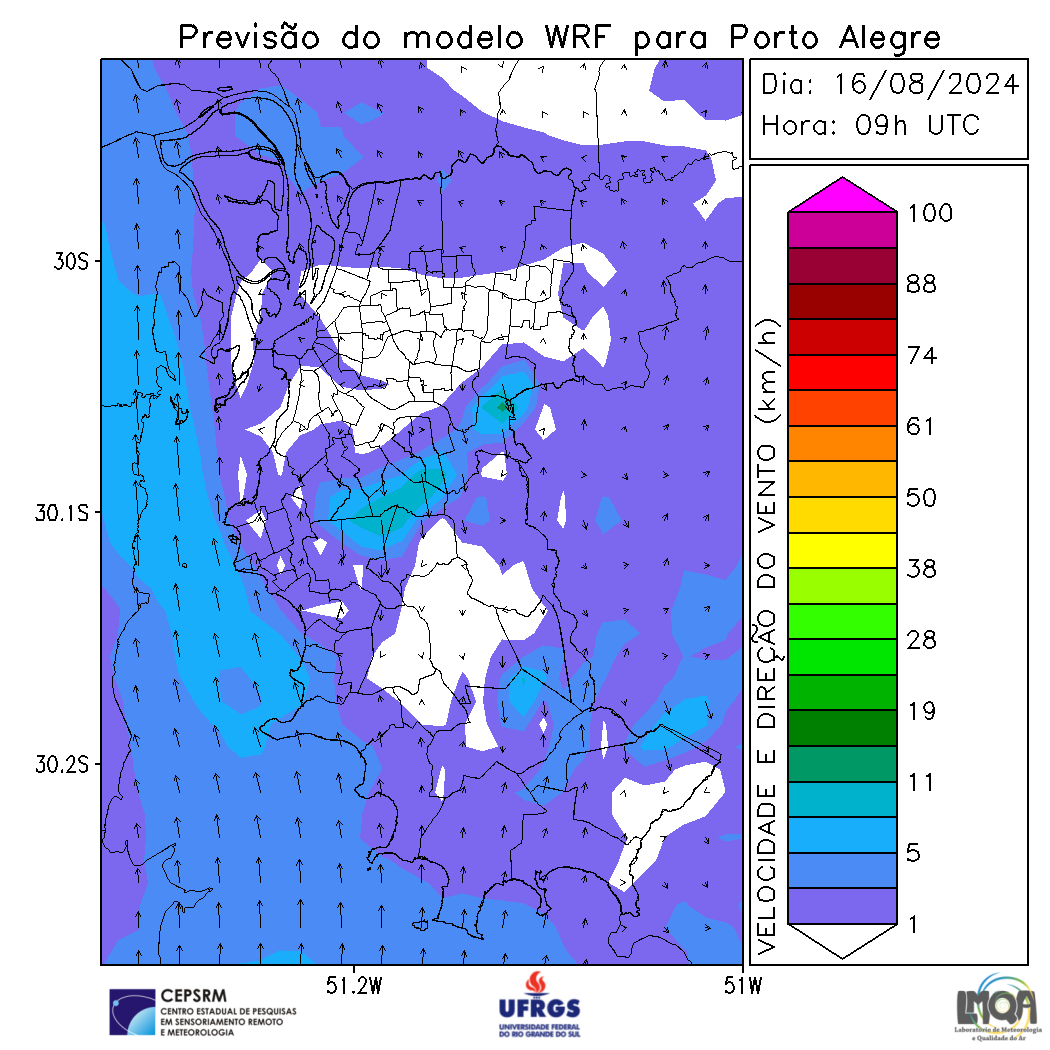 Previsão do modelo WRF para Porto Alegre
Dia: 16/08/2024
Hora: 09h UTC
30S
30.1S
30.2S
51.2W
51W
VELOCIDADE E DIREÇÃO DO VENTO (km/h)
100
88
74
61
50
38
28
19
11
5
1
CEPSRM
CENTRO ESTADUAL DE PESQUISAS
EM SENSORIAMENTO REMOTO
E METEOROLOGIA
UFRGS
UNIVERSIDADE FEDERAL
DO RIO GRANDE DO SUL
LMQA
Laboratório de Meteorologia
e Qualidade do Ar